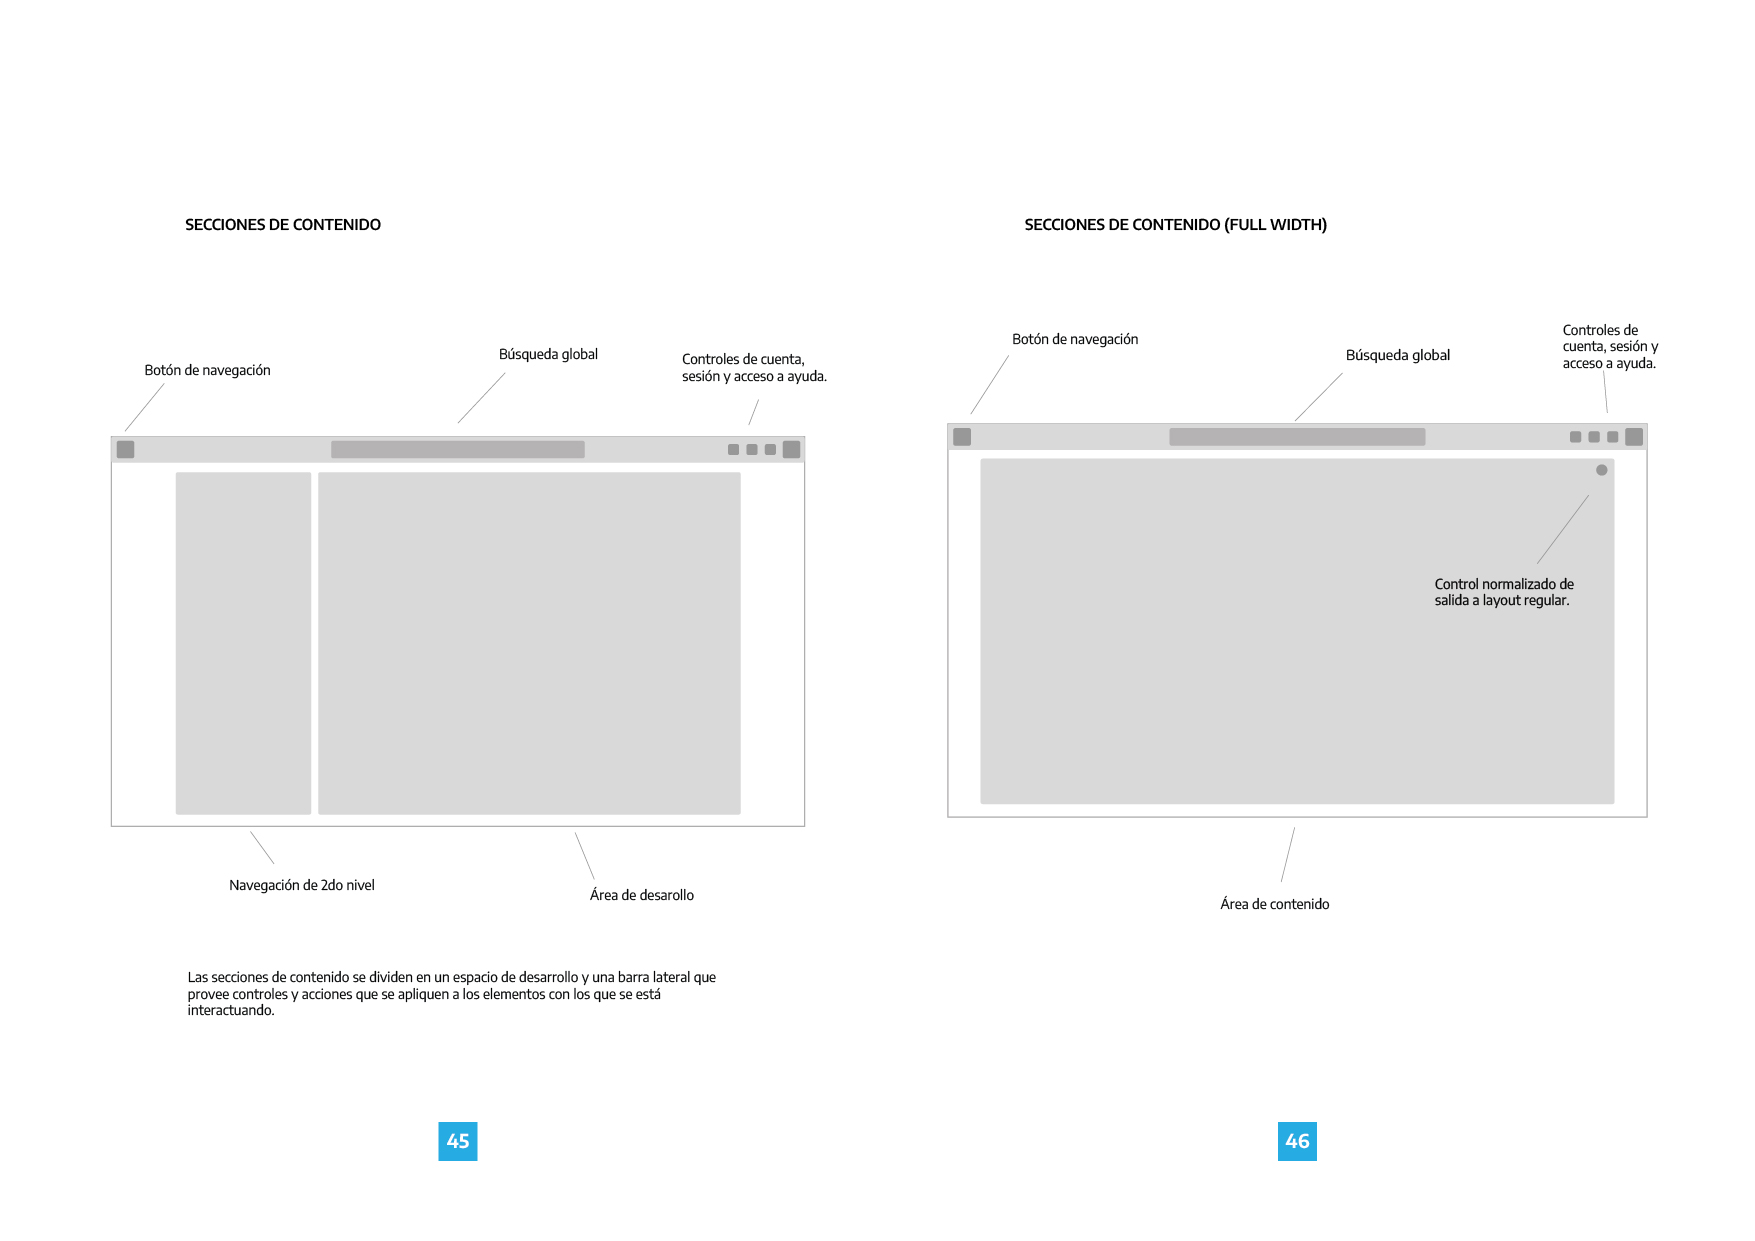 SECCIONES DE CONTENIDO
Botón de navegación
Búsqueda global
Controles de cuenta,
sesión y acceso a ayuda.
Navegación de 2do nivel
Área de desarollo
Las secciones de contenido se dividen en un espacio de desarrollo y una barra lateral que
provee controles y acciones que se apliquen a los elementos con los que se está
interactuando.
45
SECCIONES DE CONTENIDO (FULL WIDTH)
Botón de navegación
Búsqueda global
Controles de
cuenta, sesión y
acceso a ayuda.
Control normalizado de
salida a layout regular.
Área de contenido
46